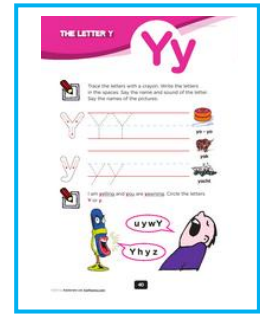 THE LETTER Y
Yy
Trace the letters with a crayon. Write the letters
in the spaces. Say the name and sound of the letter.
Say the names of the pictures.
Y Y Y
yo - yo
yak
y y y
yacht
I am yelling and you are yawning. Circle the letters
Y or y.
u y w Y
Y h y z
40